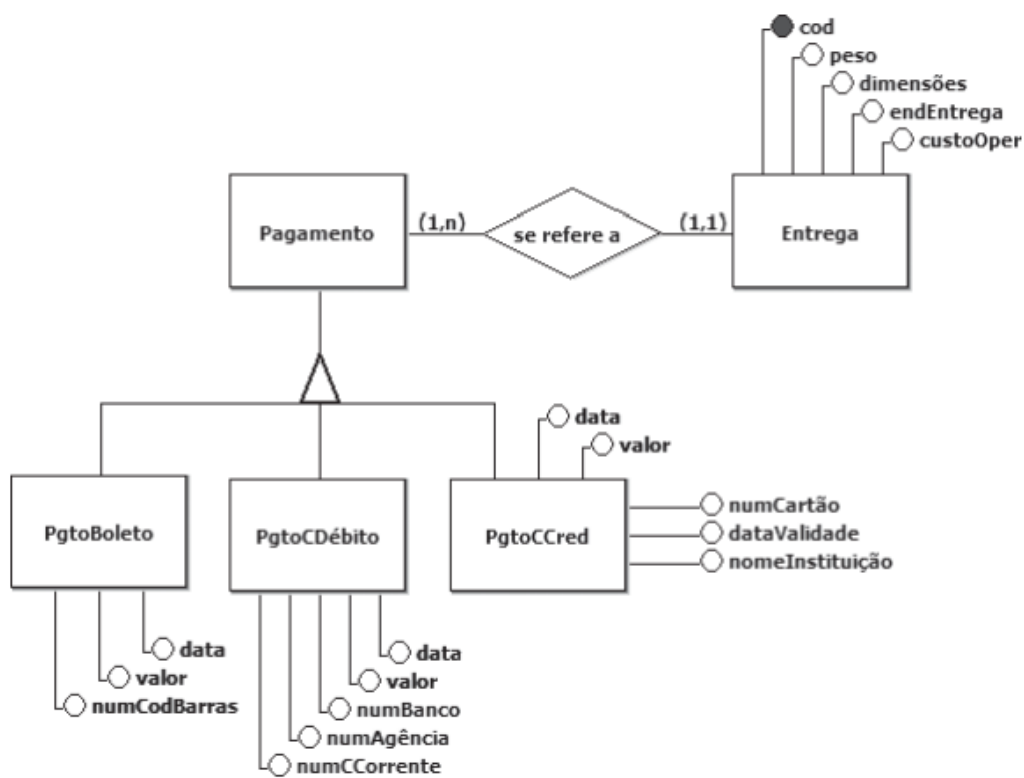 cod
peso
dimensões
endEntrega
custoOper
Pagamento
(1,n)
se refere a
(1,1)
Entrega
data
valor
PgtoBoleto
PgtoCDébito
PgtoCCred
numCartão
dataValidade
nomeInstituição
data
valor
numCodBarras
data
valor
numBanco
numAgência
numCCorrente